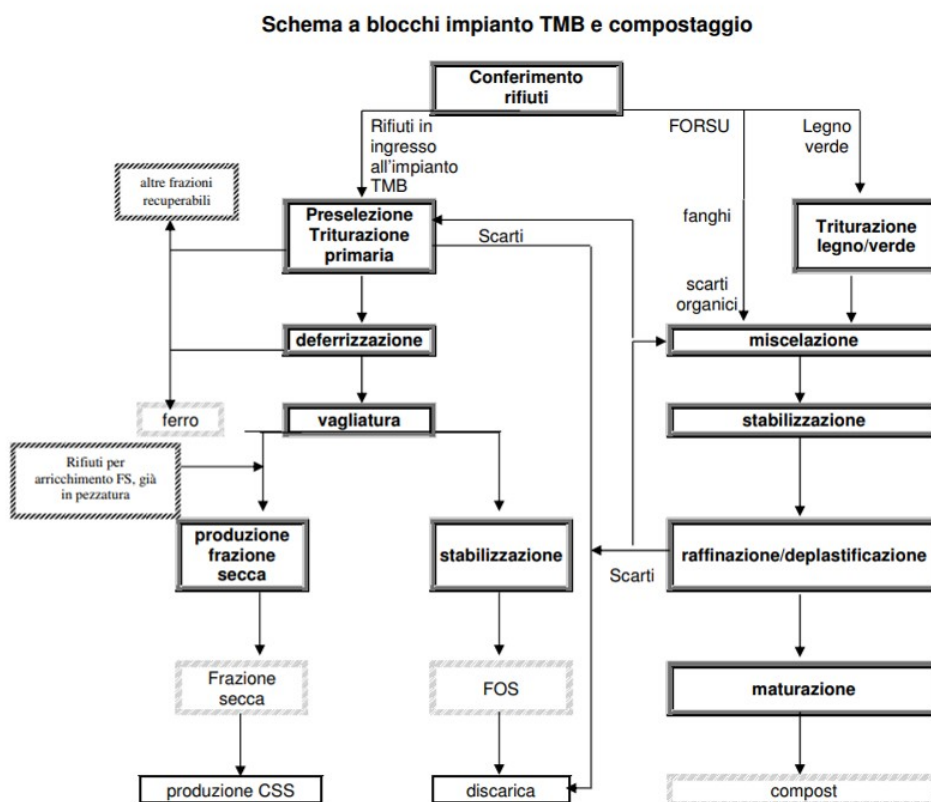 Schema a blocchi impianto TMB e compostaggio
Conferimento
rifiuti
Rifiuti in
ingresso
all'impianto
TMB
FORSU
Legno
verde
altre frazioni
recuperabili
Preselezione
Triturazione
primaria
Scarti
fanghi
Triturazione
legno/verde
scarti
organici
deferrizzazione
miscelazione
ferro
vagliatura
stabilizzazione
Rifiuti per
arricchimento FS, già
in pezzatura
produzione
frazione
secca
stabilizzazione
raffinazione/deplastificazione
Scarti
Frazione
secca
FOS
maturazione
produzione CSS
discarica
compost